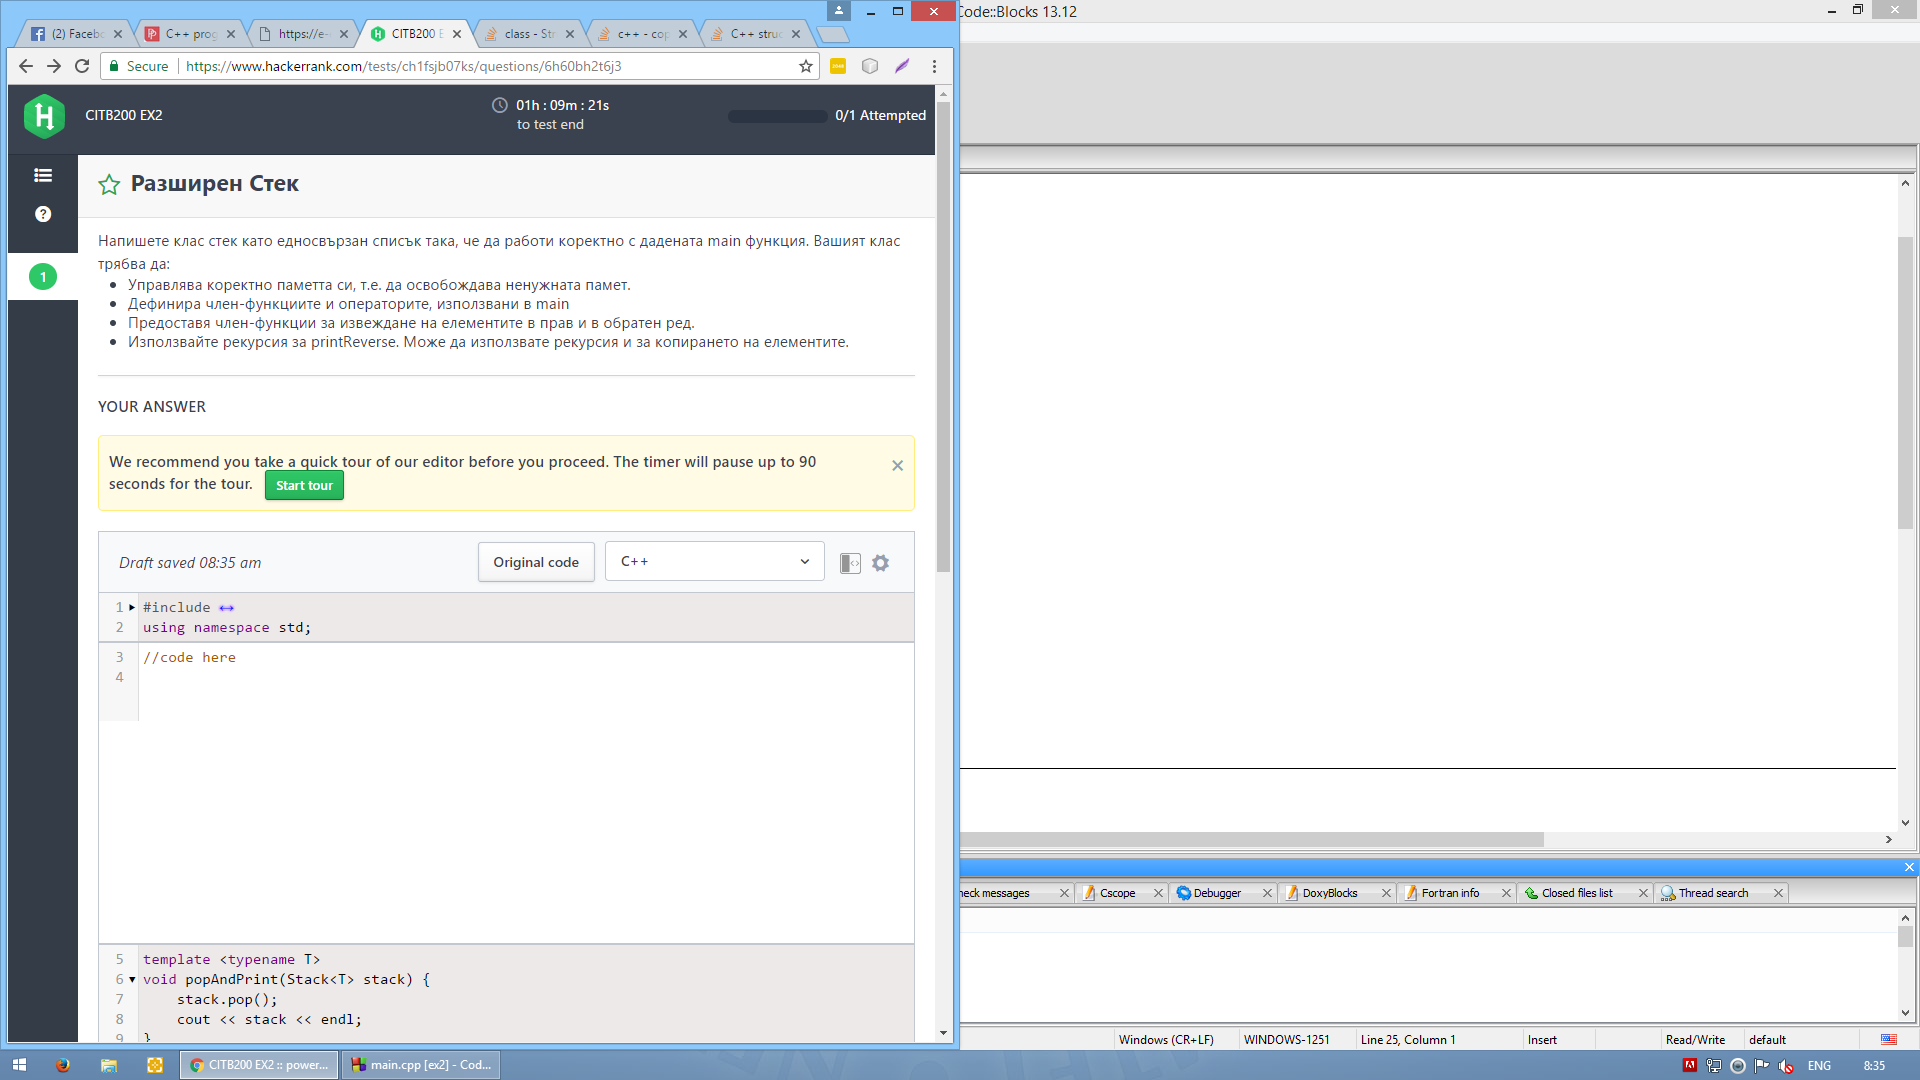 Code::Blocks 13.12
(2) Faceb
C++ prog
https://e-
CITB200 E
class - St
c++ - cop
C++ struc
Secure
https://www.hackerrank.com/tests/ch1fsjb07ks/questions/6h60bh2t6j3
CITB200 EX2
01h : 09m : 21s
to test end
0/1 Attempted
Разширен Стек
1
Напишете клас стек като едносвързан списък така, че да работи коректно с дадената main функция. Вашият клас
трябва да:
Управлява коректно паметта си, т.е. да освобождава ненужната памет.
Дефинира член-функциите и операторите, използвани в main
Предоставя член-функции за извеждане на елементите в прав и в обратен ред.
Използвайте рекурсия за printReverse. Може да използвате рекурсия и за копирането на елементите.
YOUR ANSWER
We recommend you take a quick tour of our editor before you proceed. The timer will pause up to 90
seconds for the tour. Start tour
Draft saved 08:35 am
Original code
C++
1 #include
2 using namespace std;
3 //code here
4
5 template <typename T>
6 void popAndPrint(Stack<T> stack) {
7 stack.pop();
8 cout << stack << endl;
9 }
heck messages
Cscope
Debugger
DoxyBlocks
Fortran info
Closed files list
Thread search
Windows (CR+LF)
WINDOWS-1251
Line 25, Column 1
Insert
Read/Write
default
CITB200 EX2 :: power...
main.cpp [ex2] - Cod...
ENG
8:35